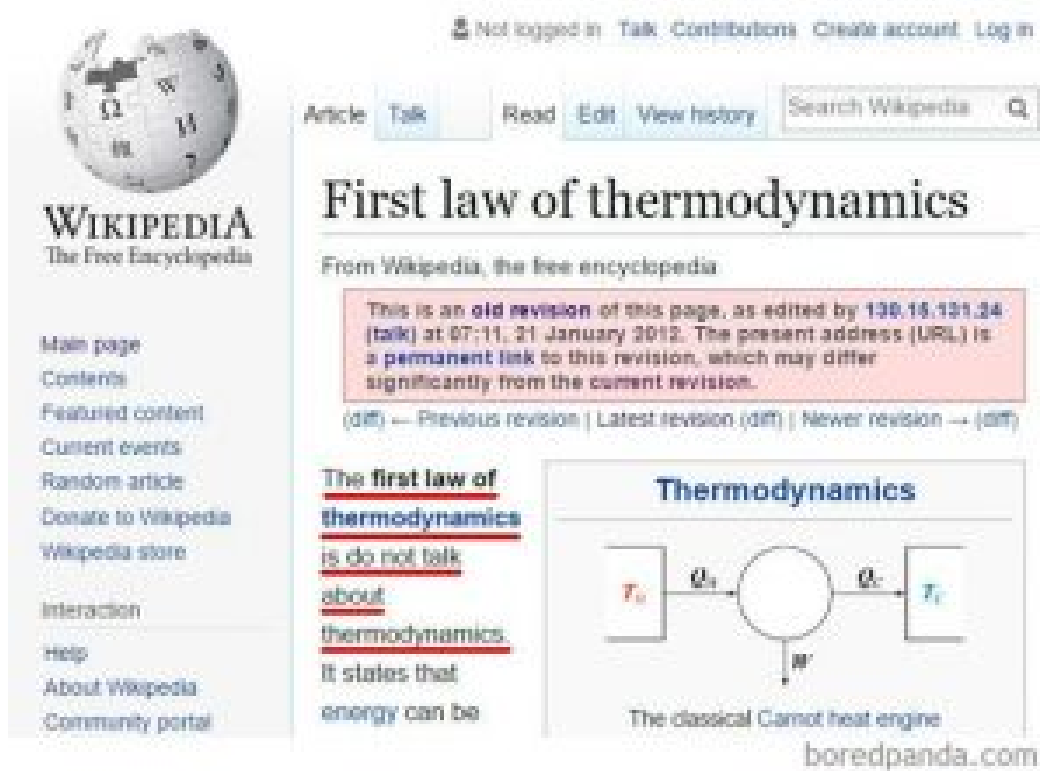 Not logged in Talk Contributions Create account Log in
Article Talk Read Edit View history Search Wikipedia
WIKIPEDIA
The Free Encyclopedia
First law of thermodynamics
From Wikipedia, the free encyclopedia
This is an old revision of this page, as edited by 130.15.131.24
(talk) at 07:11, 21 January 2012. The present address (URL) is
a permanent link to this revision, which may differ
significantly from the current revision.
(diff) ← Previous revision | Latest revision (diff) | Newer revision → (diff)
Main page
Contents
Featured content
Current events
Random article
Donate to Wikipedia
Wikipedia store
Interaction
Help
About Wikipedia
Community portal
The first law of
thermodynamics
is do not talk
about
thermodynamics.
It states that
energy can be
Thermodynamics
W
The classical Carnot heat engine
boredpanda.com